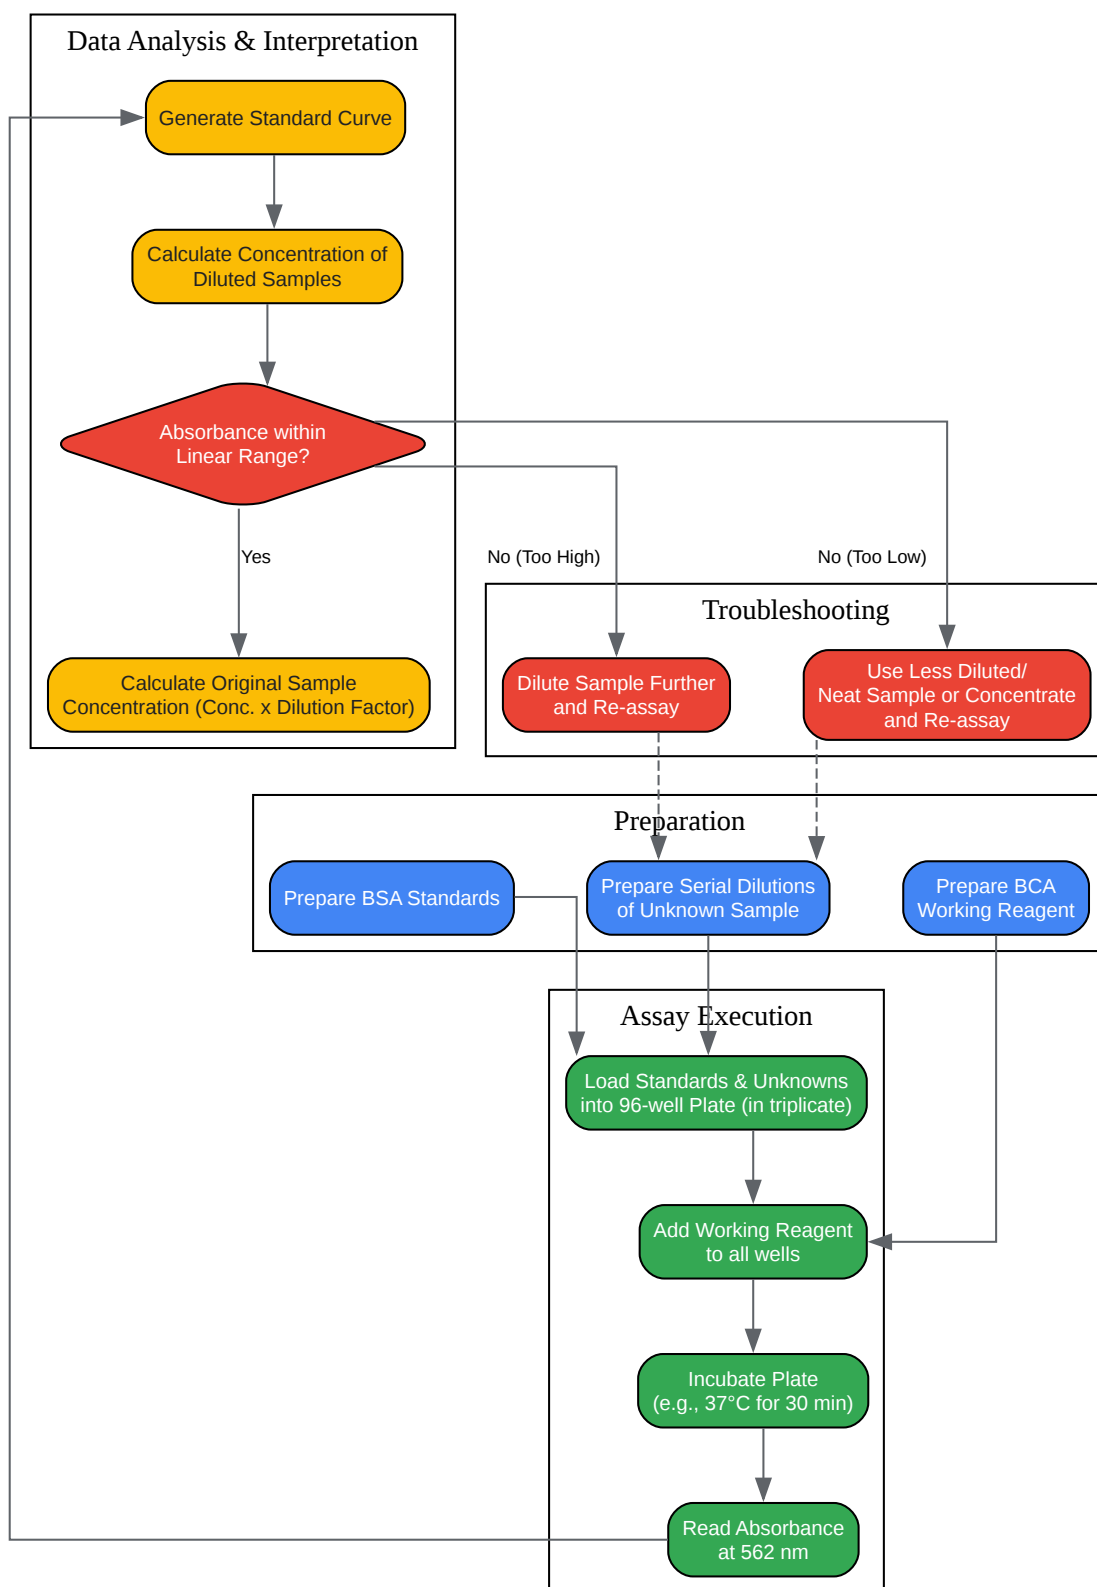 Data Analysis & Interpretation
Generate Standard Curve
Calculate Concentration of
Diluted Samples
Absorbance within
Linear Range?
Yes
No (Too High)
No (Too Low)
Calculate Original Sample
Concentration (Conc. x Dilution Factor)
Troubleshooting
Dilute Sample Further
and Re-assay
Use Less Diluted/
Neat Sample or Concentrate
and Re-assay
Preparation
Prepare BSA Standards
Prepare Serial Dilutions
of Unknown Sample
Prepare BCA
Working Reagent
Assay Execution
Load Standards & Unknowns
into 96-well Plate (in triplicate)
Add Working Reagent
to all wells
Incubate Plate
(e.g., 37°C for 30 min)
Read Absorbance
at 562 nm